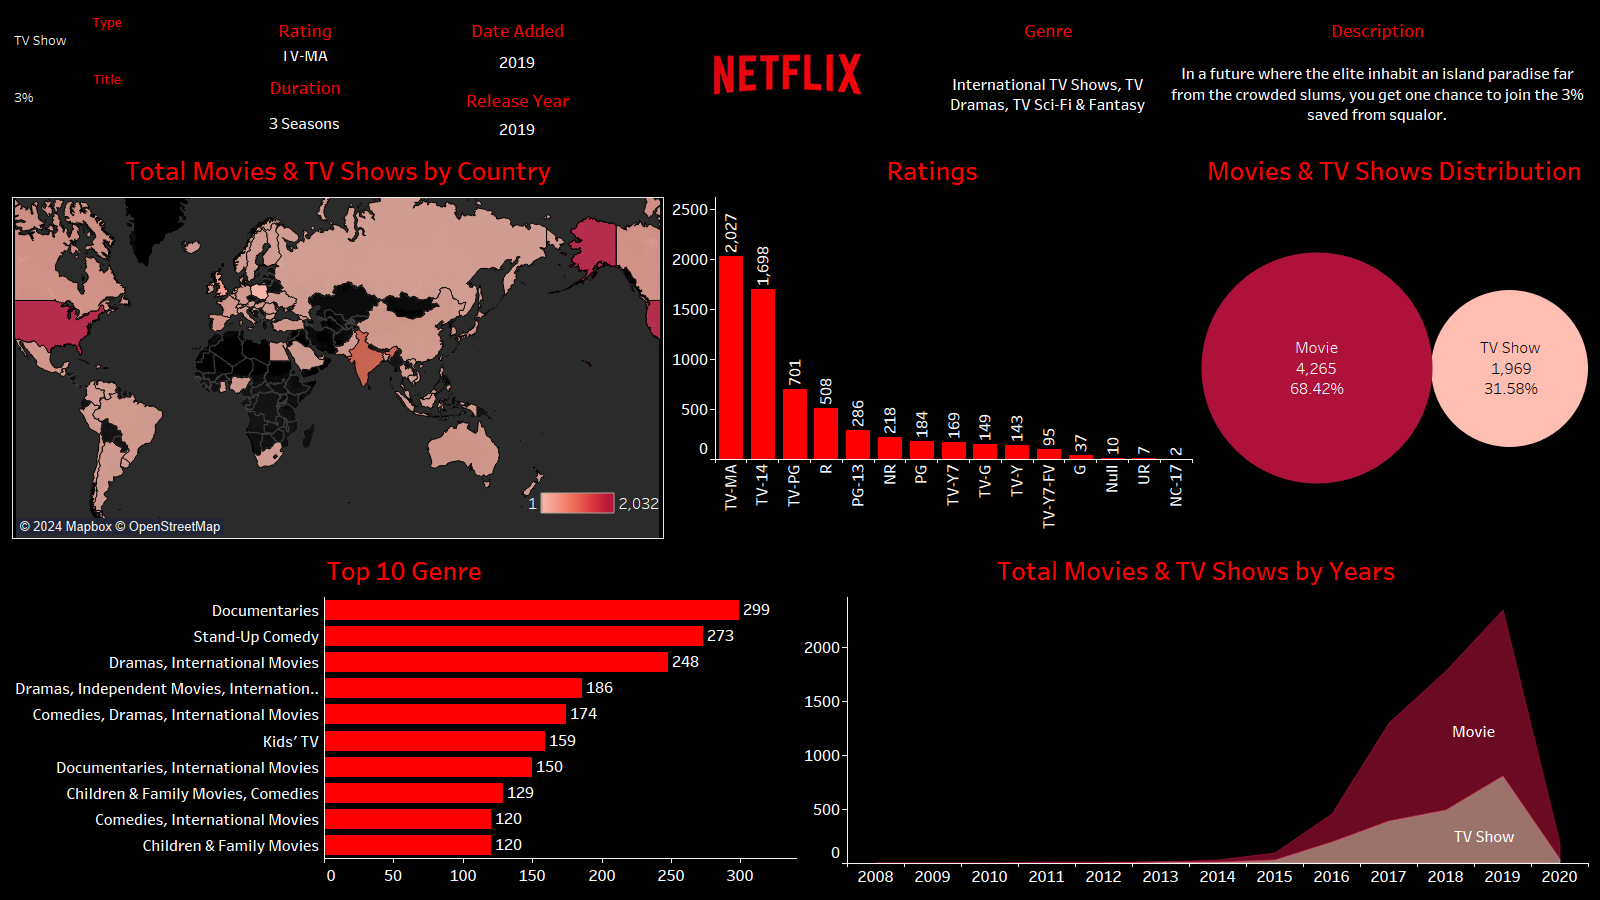 Type
TV Show
Title
3%
Rating
TV-MA
Duration
3 Seasons
Date Added
2019
Release Year
2019
NETFLIX
Genre
International TV Shows, TV
Dramas, TV Sci-Fi & Fantasy
Description
In a future where the elite inhabit an island paradise far
from the crowded slums, you get one chance to join the 3%
saved from squalor.
Total Movies & TV Shows by Country
1
2,032
© 2024 Mapbox © OpenStreetMap
Ratings
2500
2000
1500
1000
500
0
2,027
1,698
701
508
286
218
184
169
149
143
95
37
10
7
2
TV-MA
TV-14
TV-PG
R
PG-13
NR
PG
TV-Y7
TV-G
TV-Y
TV-Y7-FV
G
Null
UR
NC-17
Movies & TV Shows Distribution
Movie
4,265
68.42%
TV Show
1,969
31.58%
Top 10 Genre
Documentaries 299
Stand-Up Comedy 273
Dramas, International Movies 248
Dramas, Independent Movies, Internation.. 186
Comedies, Dramas, International Movies 174
Kids’ TV 159
Documentaries, International Movies 150
Children & Family Movies, Comedies 129
Comedies, International Movies 120
Children & Family Movies 120
0 50 100 150 200 250 300
Total Movies & TV Shows by Years
2000
1500
1000
500
0
Movie
TV Show
2008 2009 2010 2011 2012 2013 2014 2015 2016 2017 2018 2019 2020